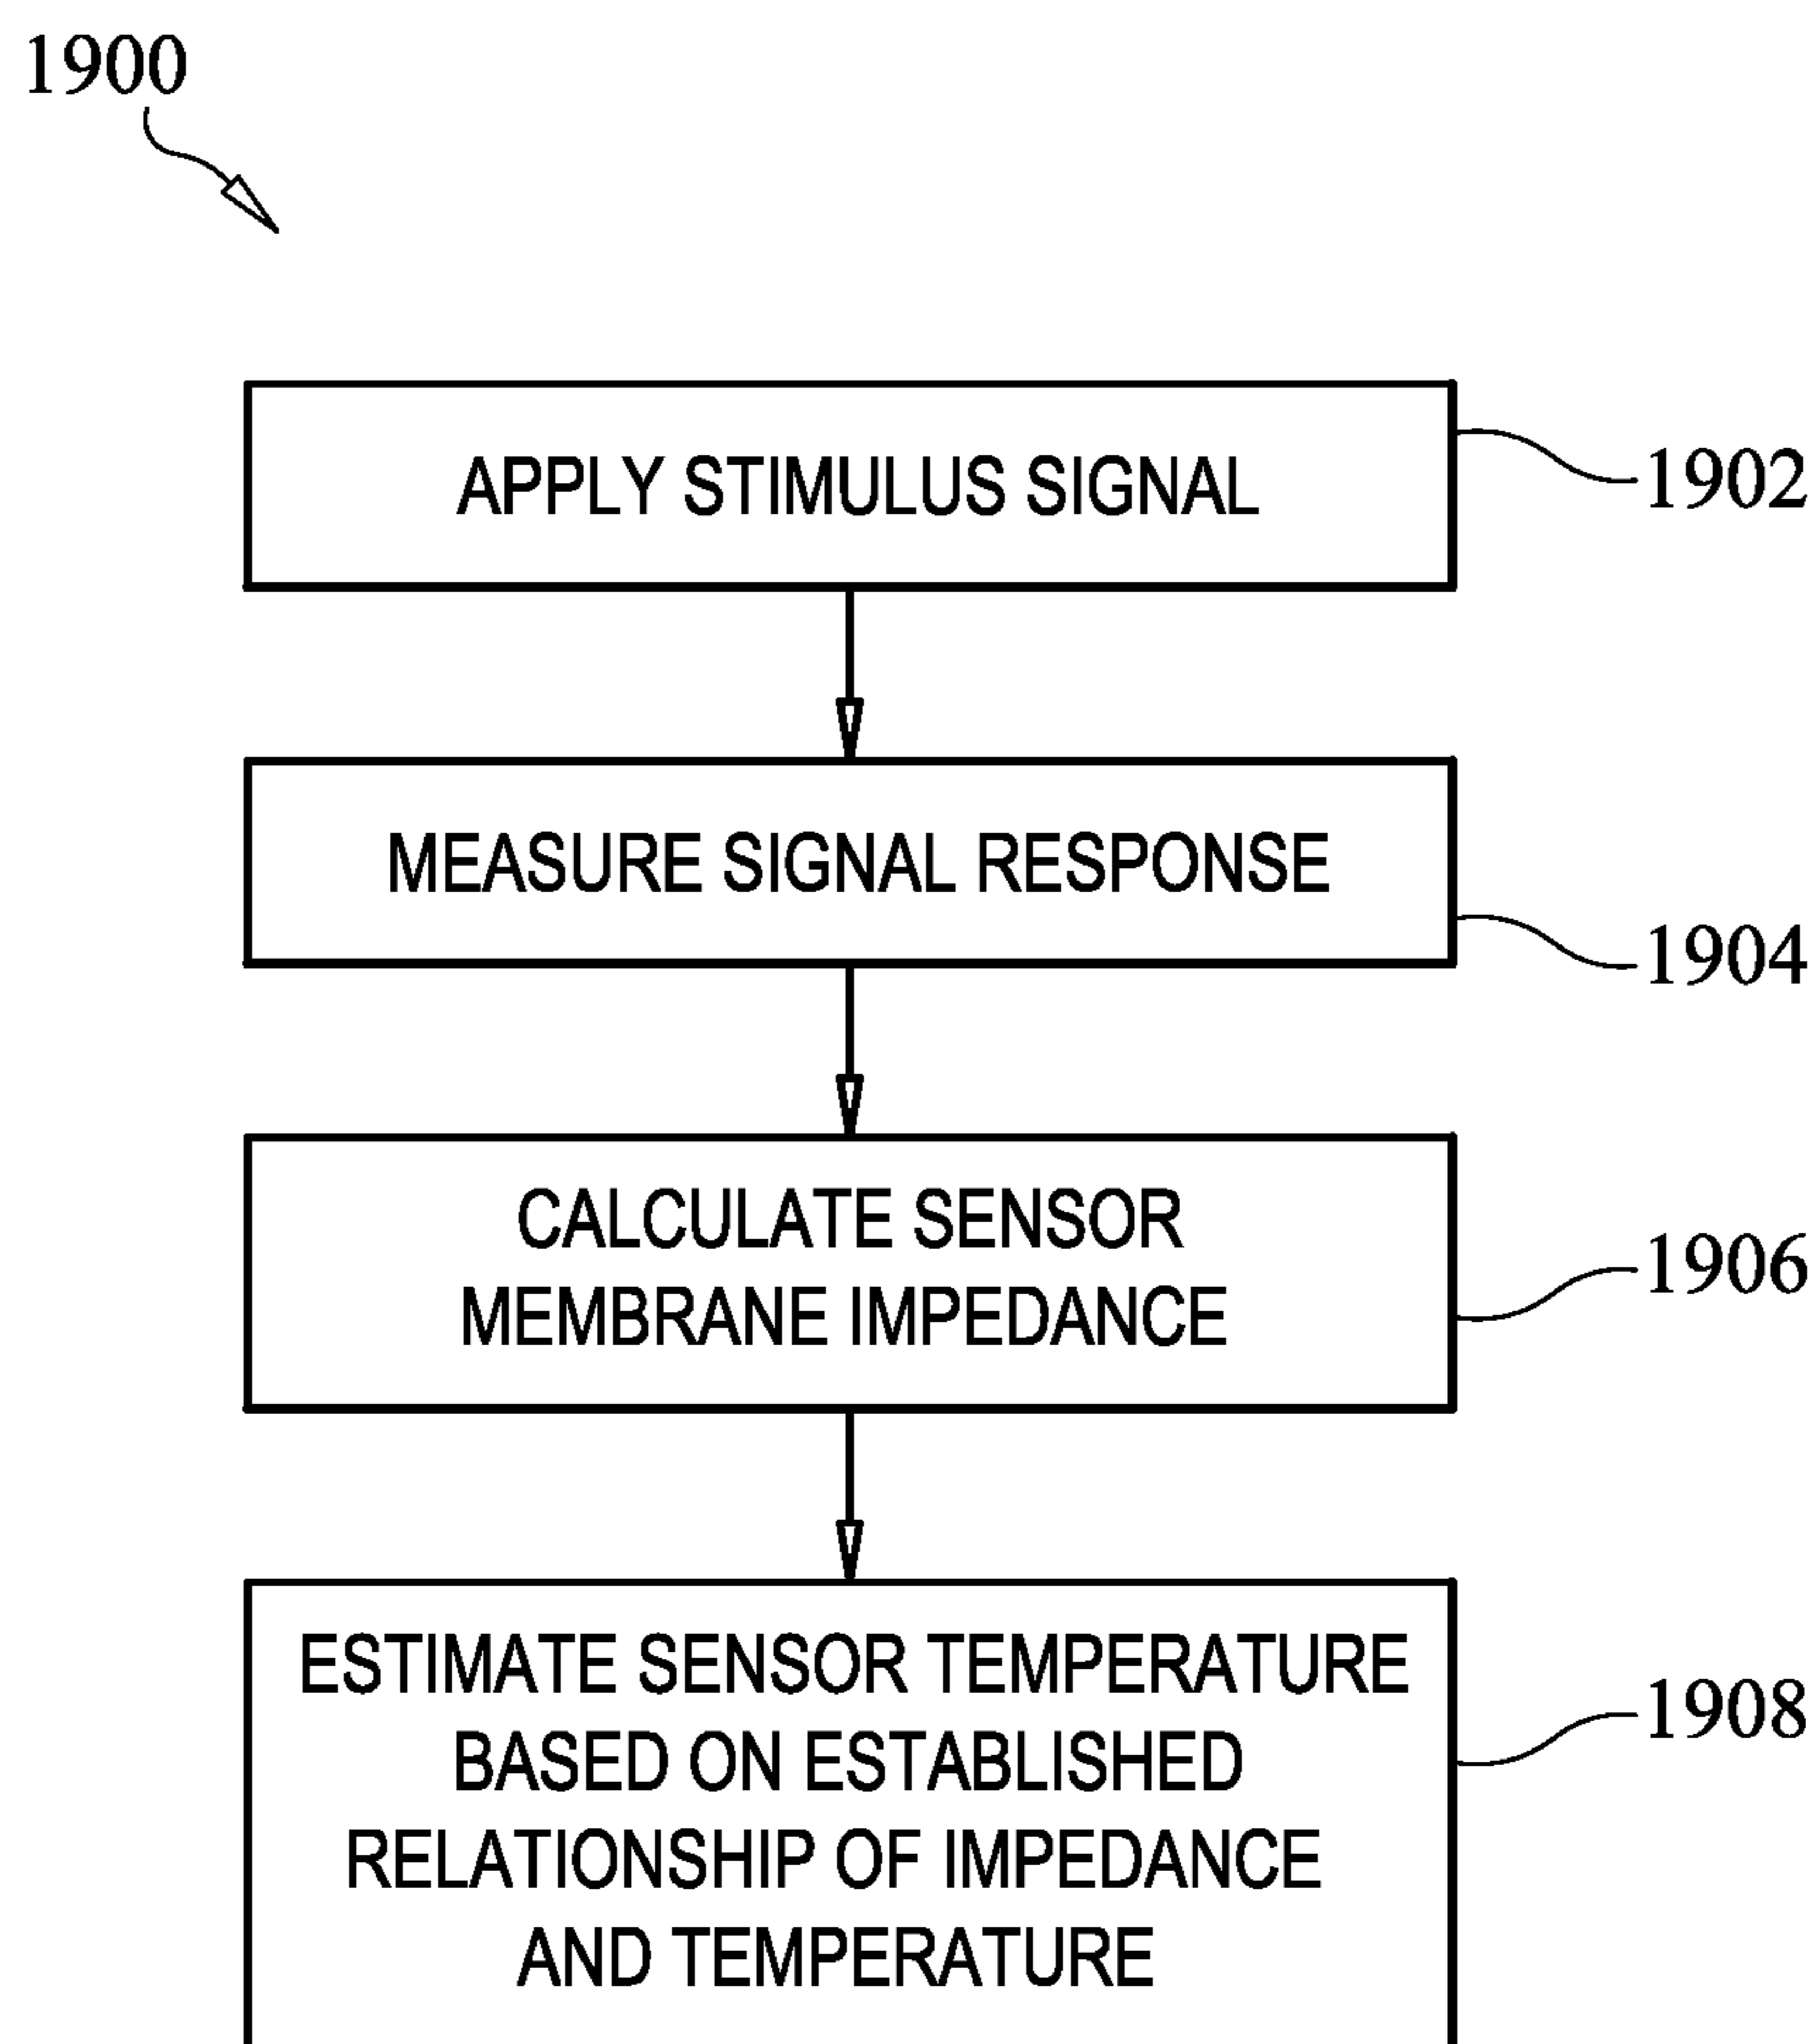 1900
APPLY STIMULUS SIGNAL
1902
MEASURE SIGNAL RESPONSE
1904
CALCULATE SENSOR
MEMBRANE IMPEDANCE
1906
ESTIMATE SENSOR TEMPERATURE
BASED ON ESTABLISHED
RELATIONSHIP OF IMPEDANCE
AND TEMPERATURE
1908